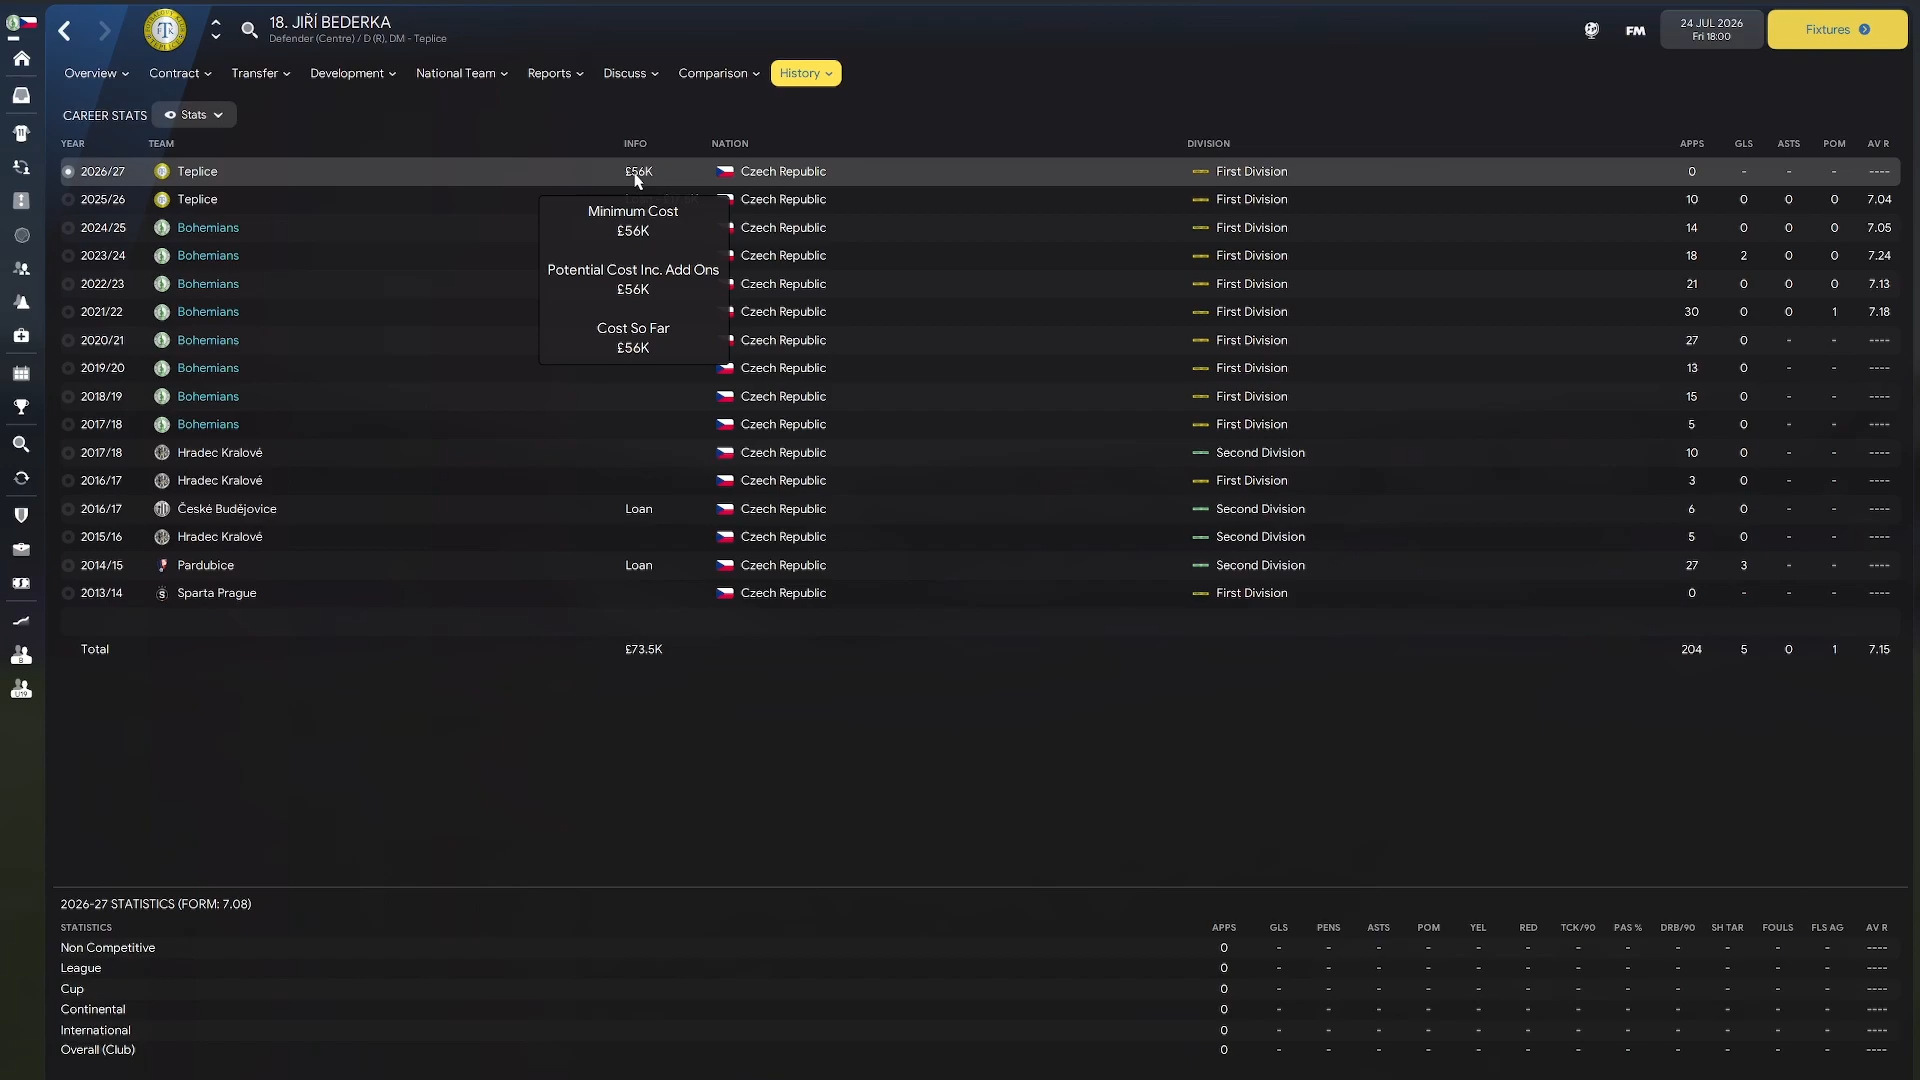 18. JIŘÍ BEDERKA
Defender (Centre) / D (R), DM - Teplice
FM
24 JUL 2026
Fri 18:00
Fixtures
Overview Contract Transfer Development National Team Reports Discuss Comparison History
CAREER STATS Stats
YEAR TEAM INFO NATION DIVISION APPS GLS ASTS POM AV R
2026/27 Teplice £56K Czech Republic First Division 0 - - - ----
2025/26 Teplice Czech Republic First Division 10 0 0 0 7.04
2024/25 Bohemians Czech Republic First Division 14 0 0 0 7.05
2023/24 Bohemians Czech Republic First Division 18 2 0 0 7.24
2022/23 Bohemians Czech Republic First Division 21 0 0 0 7.13
2021/22 Bohemians Czech Republic First Division 30 0 0 1 7.18
2020/21 Bohemians Czech Republic First Division 27 0 - - ----
2019/20 Bohemians Czech Republic First Division 13 0 - - ----
2018/19 Bohemians Czech Republic First Division 15 0 - - ----
2017/18 Bohemians Czech Republic First Division 5 0 - - ----
2017/18 Hradec Kralové Czech Republic Second Division 10 0 - - ----
2016/17 Hradec Kralové Czech Republic First Division 3 0 - - ----
2016/17 České Budějovice Loan Czech Republic Second Division 6 0 - - ----
2015/16 Hradec Kralové Czech Republic Second Division 5 0 - - ----
2014/15 Pardubice Loan Czech Republic Second Division 27 3 - - ----
2013/14 Sparta Prague Czech Republic First Division 0 - - - ----
Total £73.5K 204 5 0 1 7.15
Minimum Cost
£56K
Potential Cost Inc. Add Ons
£56K
Cost So Far
£56K
2026-27 STATISTICS (FORM: 7.08)
STATISTICS APPS GLS PENS ASTS POM YEL RED TCK/90 PAS % DRB/90 SH TAR FOULS FLS AG AV R
Non Competitive 0 - - - - - - - - - - - - ----
League 0 - - - - - - - - - - - - ----
Cup 0 - - - - - - - - - - - - ----
Continental 0 - - - - - - - - - - - - ----
International 0 - - - - - - - - - - - - ----
Overall (Club) 0 - - - - - - - - - - - - ----
B
U19